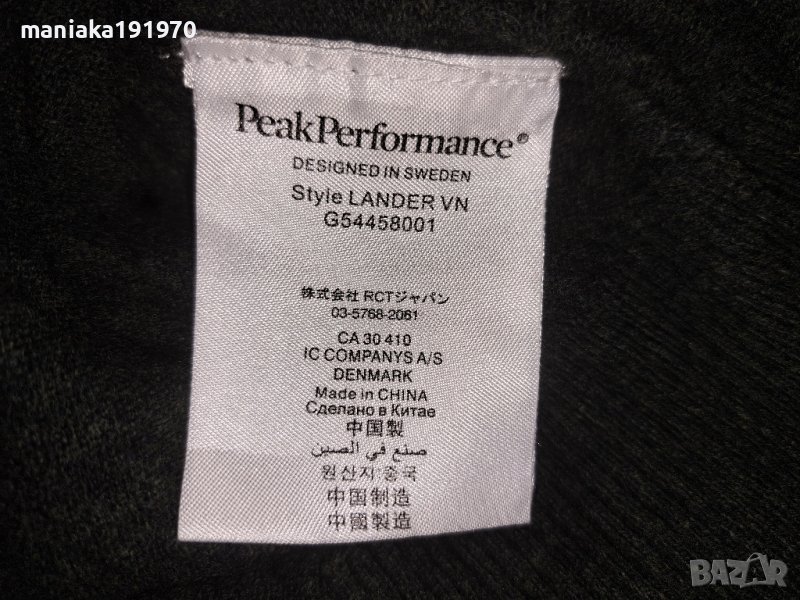 maniaka191970
PeakPerformance®
DESIGNED IN SWEDEN
Style LANDER VN
G54458001
株式会社 RCTジャパン
03-5768-2061
CA 30 410
IC COMPANYS A/S
DENMARK
Made in CHINA
Сделано в Китае
中国製
صنع في الصين
원산지:중국
中国制造
中國製造
BAZAR